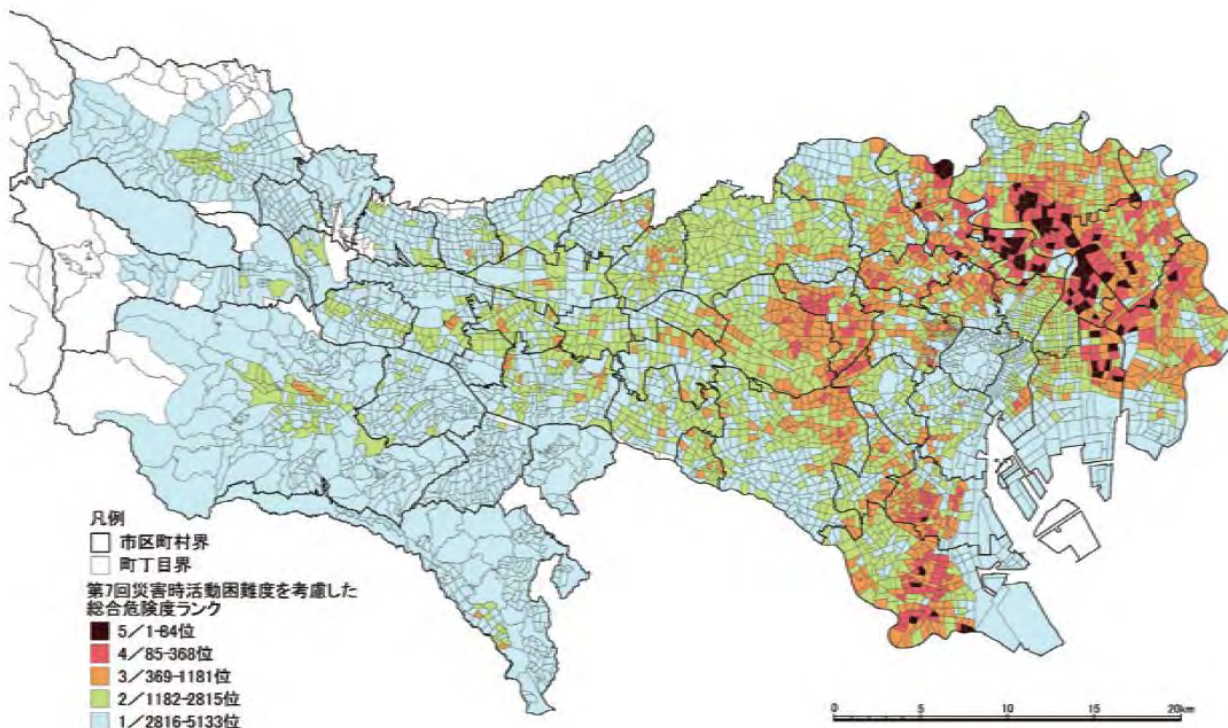 凡例
市区町村界
町丁目界
第7回災害時活動困難度を考慮した
総合危険度ランク
5／1-84位
4／85-368位
3／369-1181位
2／1182-2815位
1／2816-5133位
0 5 10 15 20km